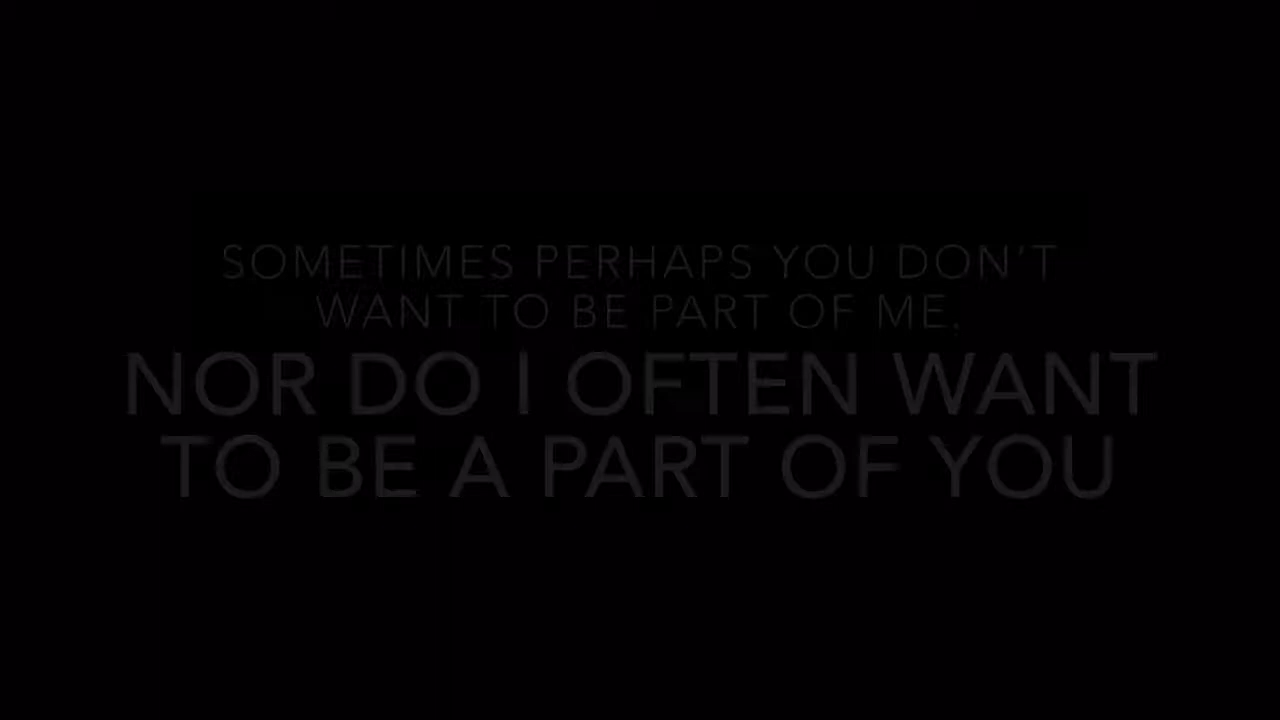 SOMETIMES PERHAPS YOU DON'T
WANT TO BE PART OF ME.
NOR DO I OFTEN WANT
TO BE A PART OF YOU